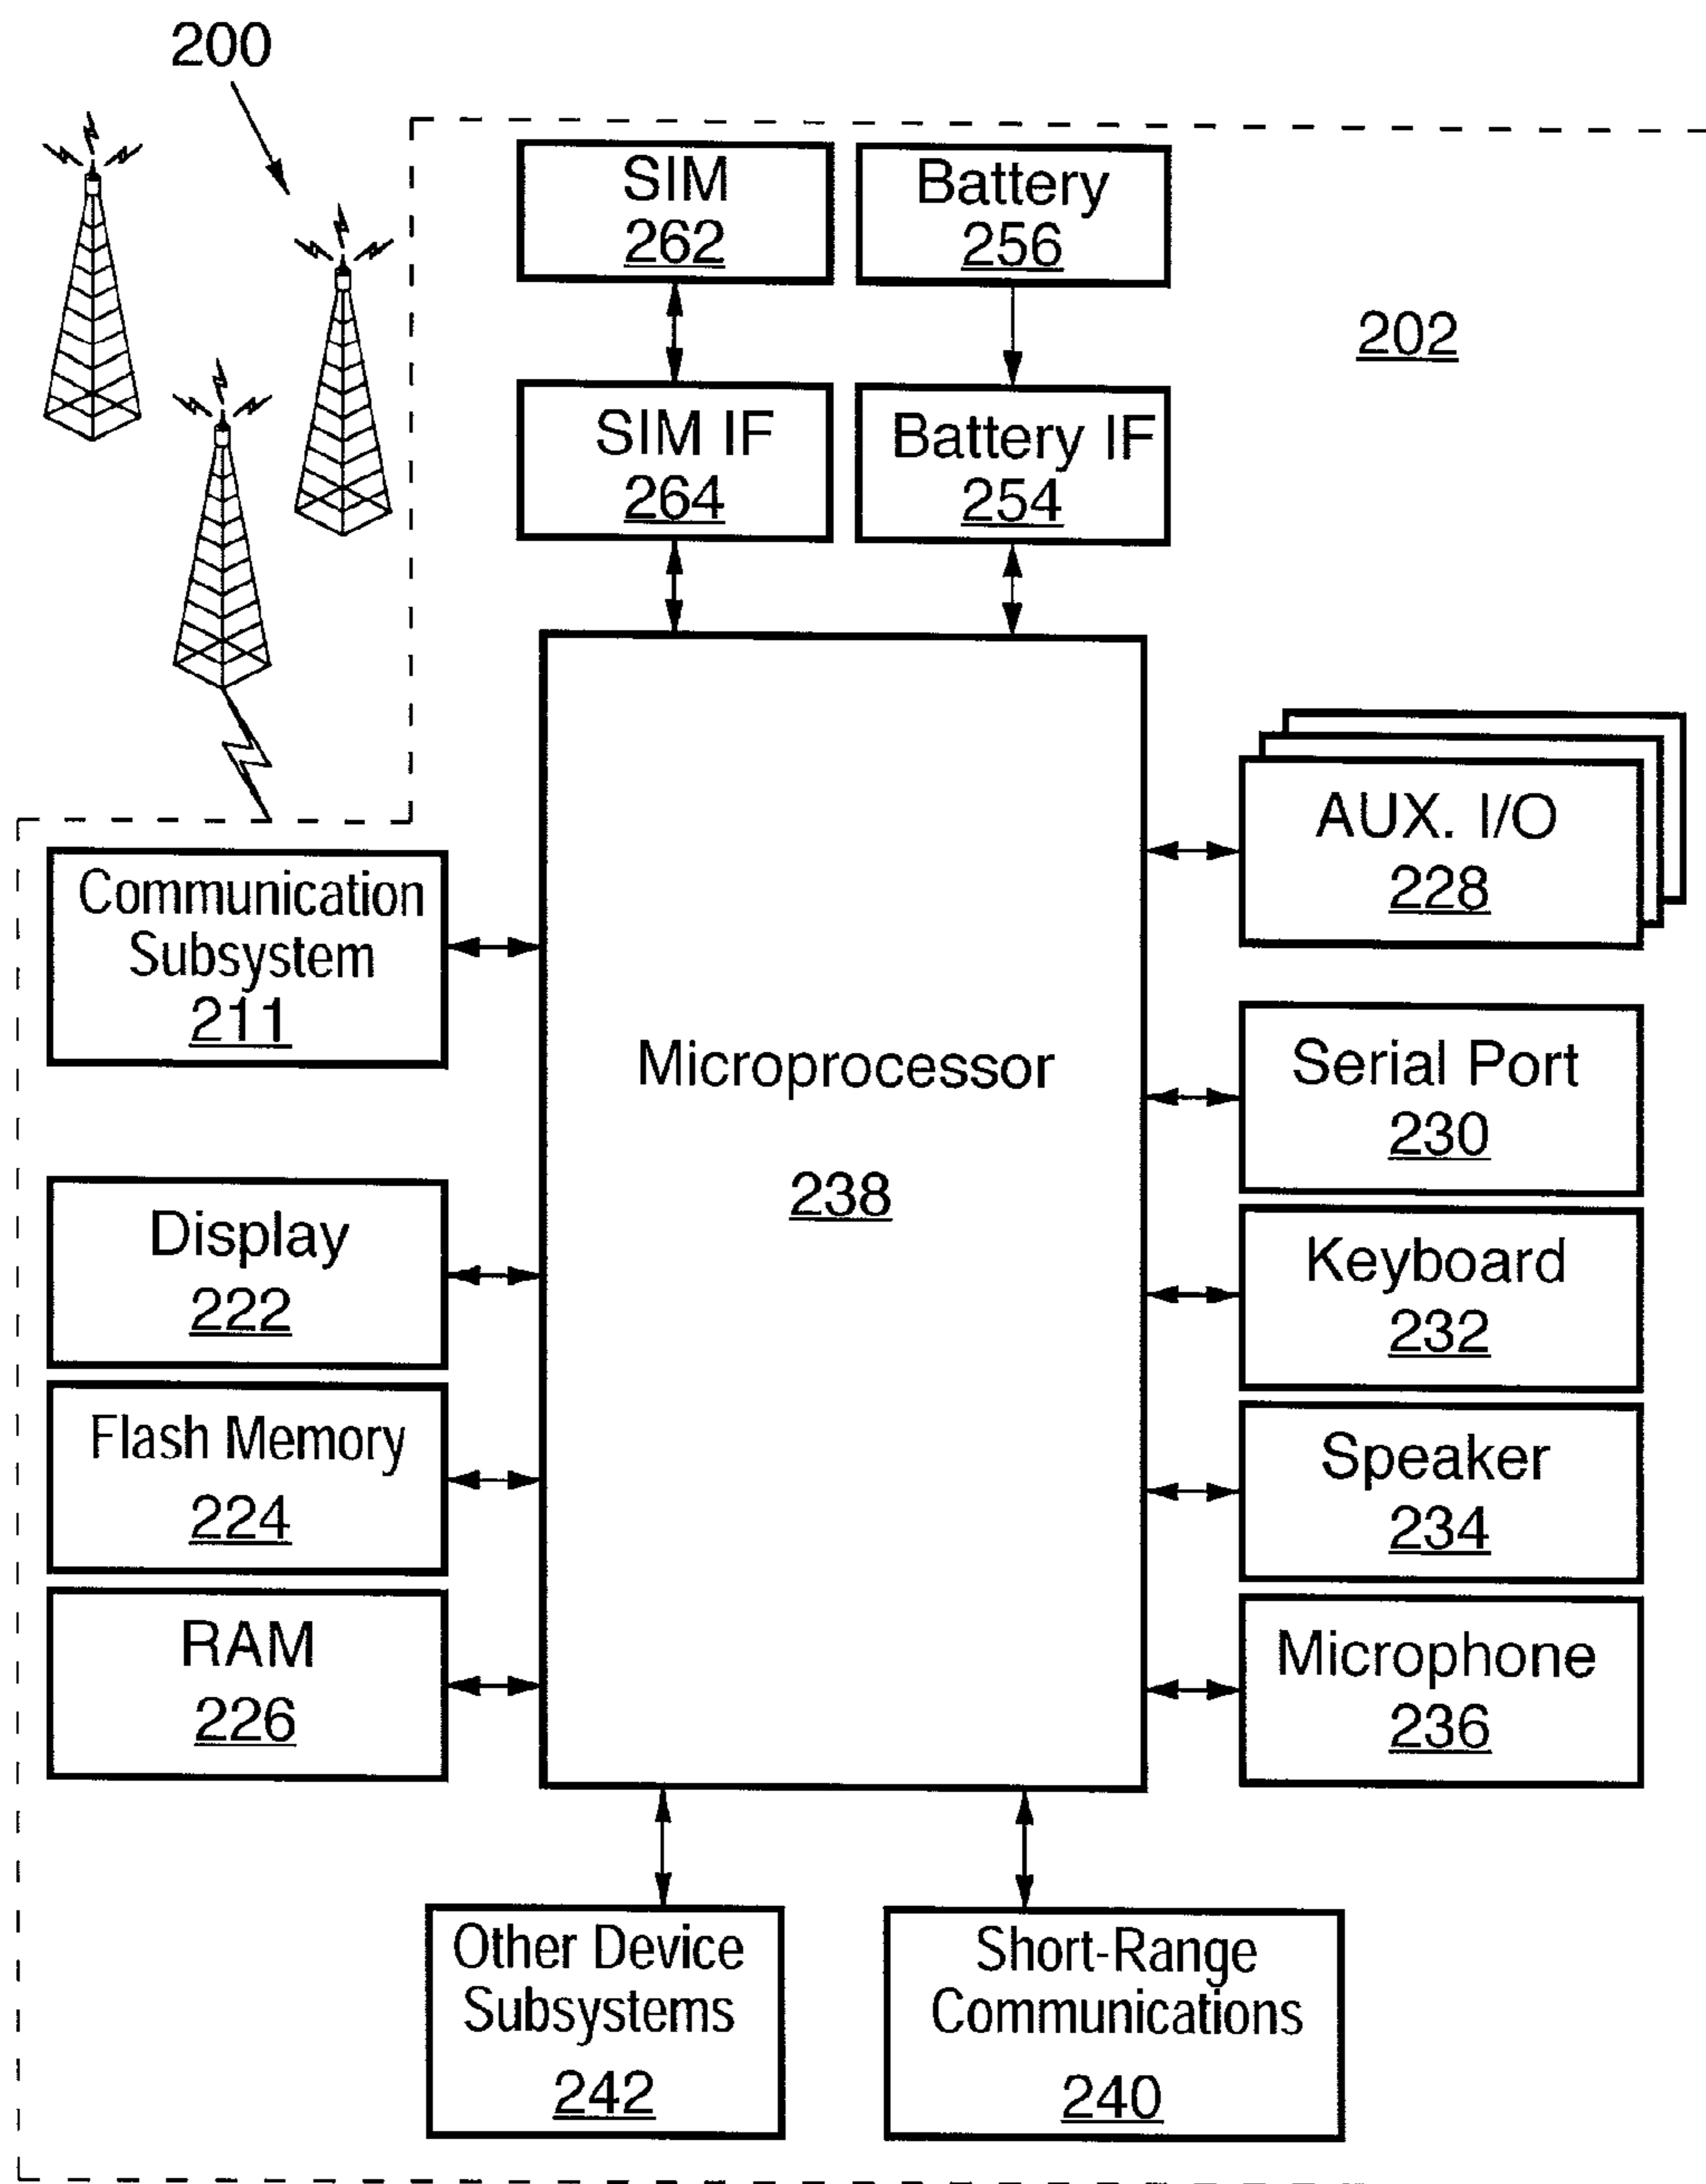 200
SIM
262
Battery
256
202
SIM IF
264
Battery IF
254
AUX. I/O
228
Communication
Subsystem
211
Microprocessor
238
Serial Port
230
Display
222
Keyboard
232
Flash Memory
224
Speaker
234
RAM
226
Microphone
236
Other Device
Subsystems
242
Short-Range
Communications
240